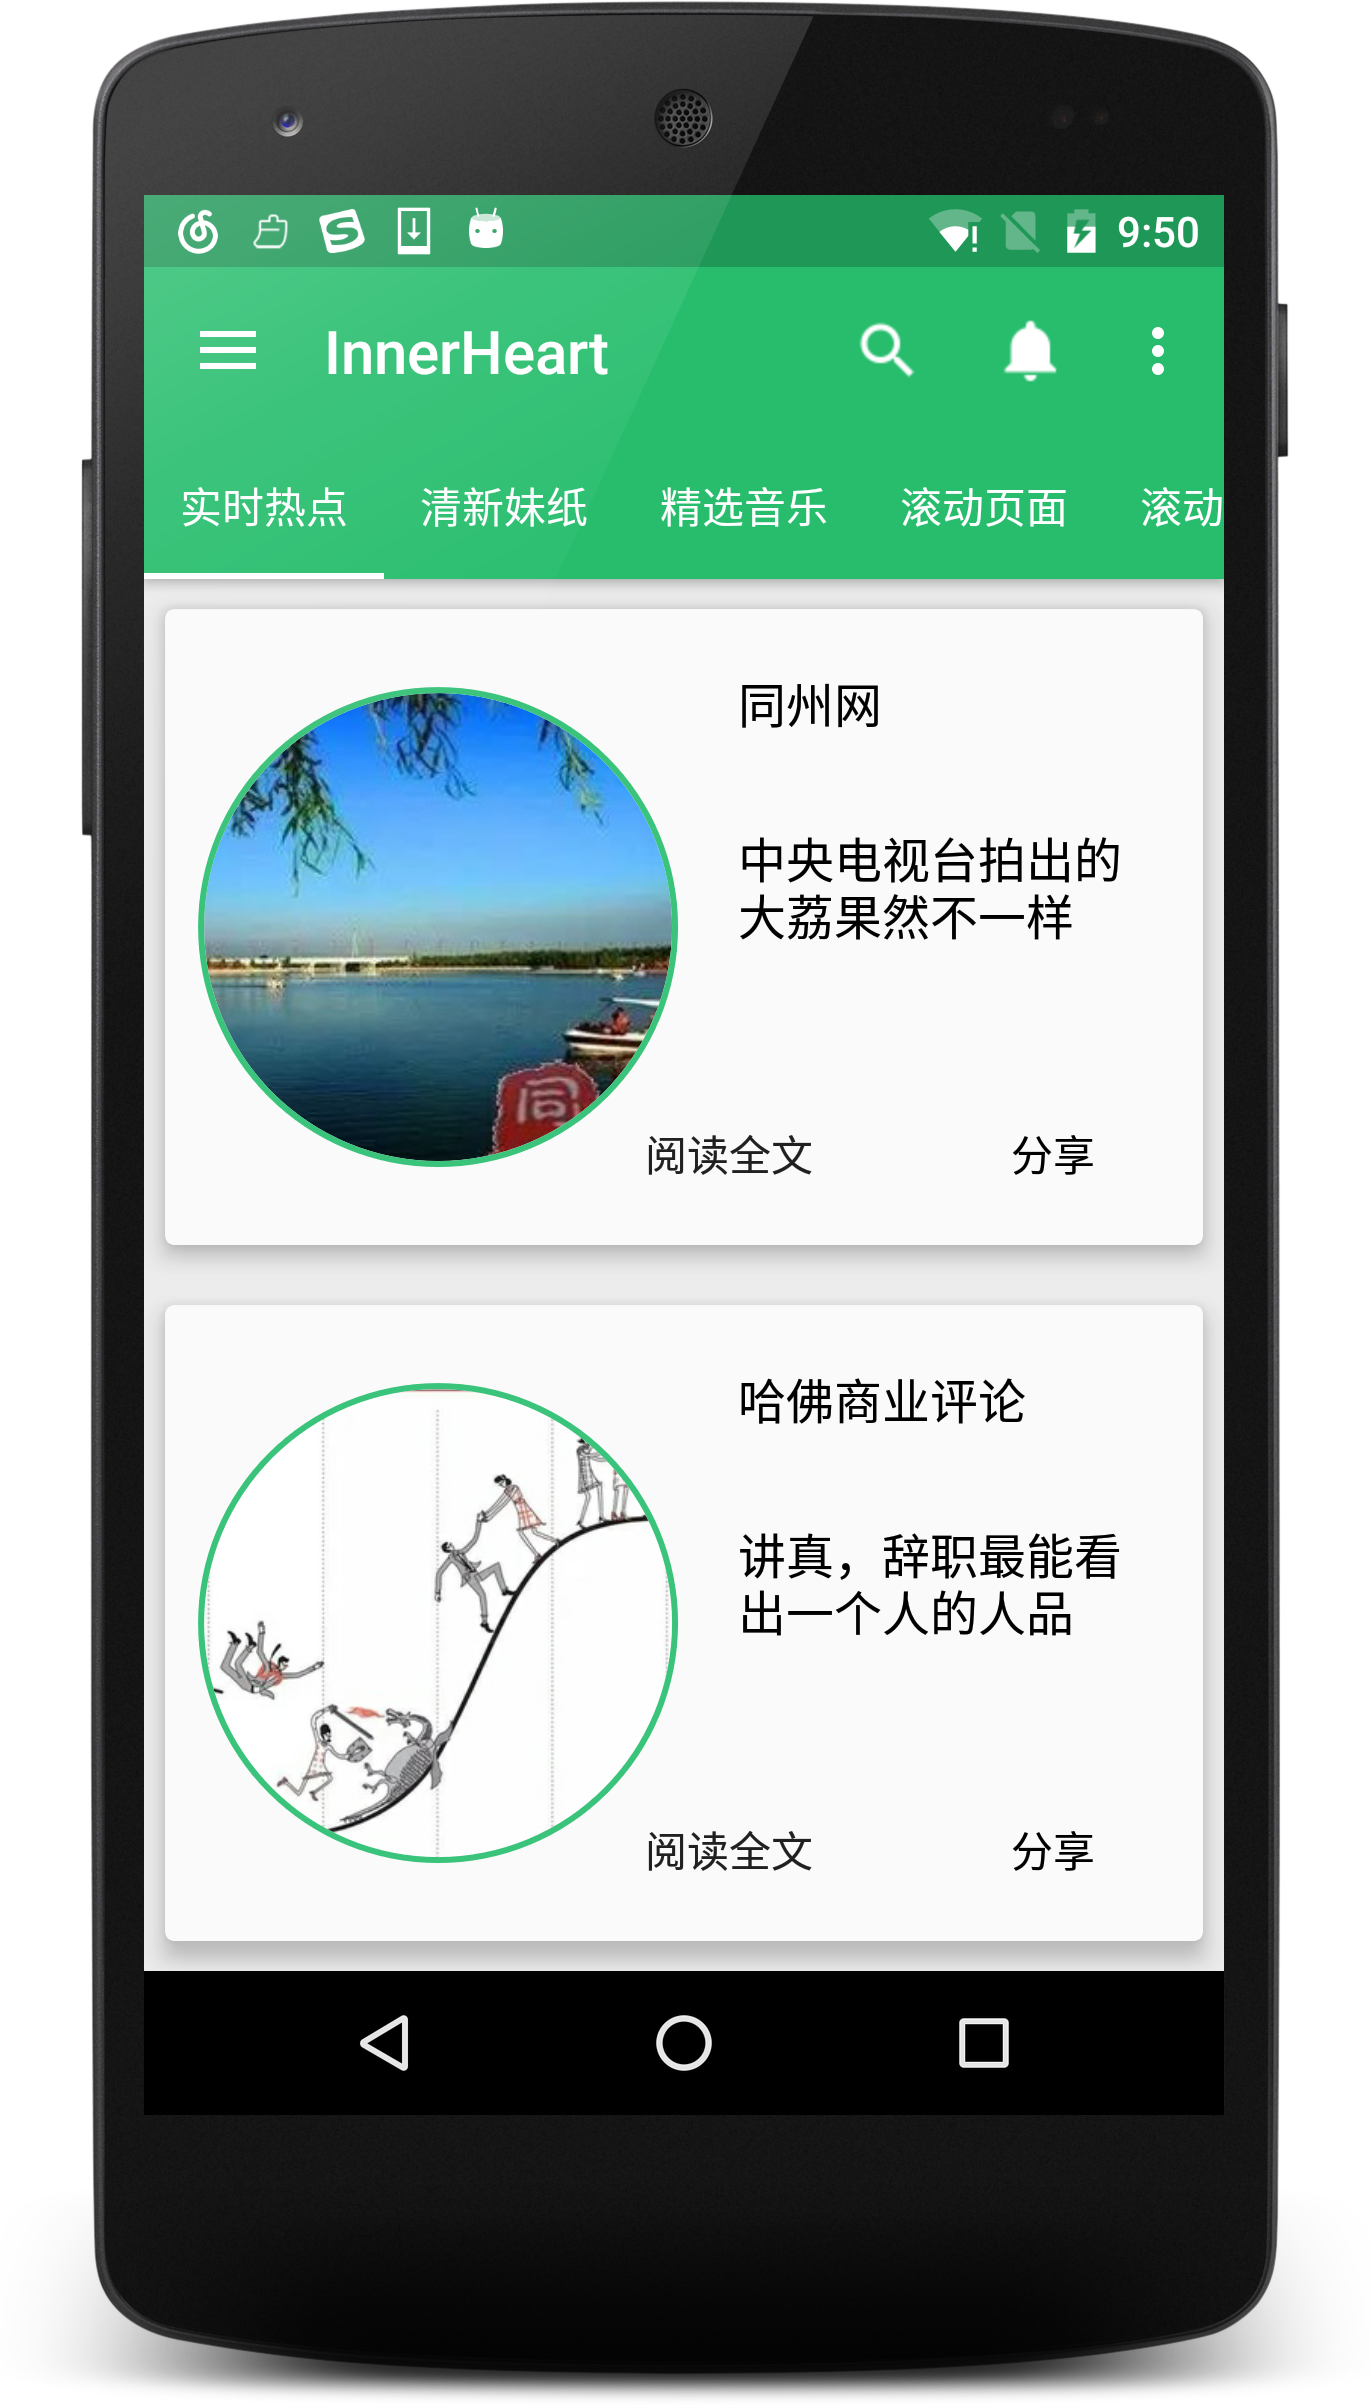 9:50
InnerHeart
实时热点 清新妹纸 精选音乐 滚动页面 滚动
同州网
中央电视台拍出的
大荔果然不一样
同
阅读全文 分享
哈佛商业评论
讲真，辞职最能看
出一个人的人品
阅读全文 分享